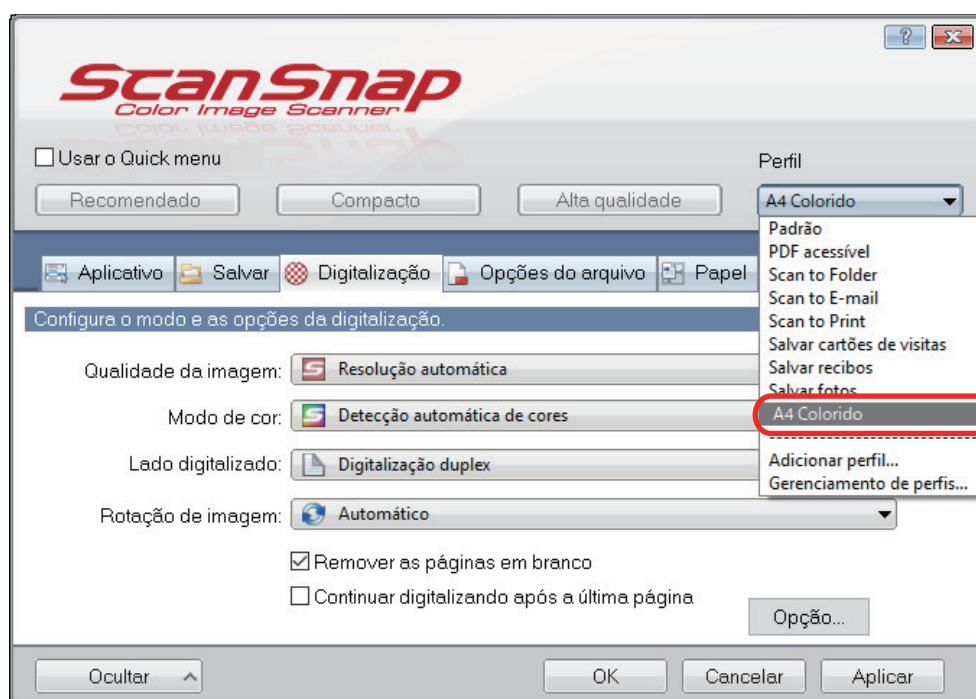 ScanSnap
Color Image Scanner
Usar o Quick menu
Perfil
Recomendado
Compacto
Alta qualidade
A4 Colorido
Padrão
PDF acessível
Scan to Folder
Scan to E-mail
Scan to Print
Salvar cartões de visitas
Salvar recibos
Salvar fotos
A4 Colorido
Adicionar perfil...
Gerenciamento de perfis...
Aplicativo
Salvar
Digitalização
Opções do arquivo
Papel
Configura o modo e as opções da digitalização.
Qualidade da imagem: Resolução automática
Modo de cor: Detecção automática de cores
Lado digitalizado: Digitalização duplex
Rotação de imagem: Automático
Remover as páginas em branco
Continuar digitalizando após a última página
Opção...
Ocultar
OK
Cancelar
Aplicar